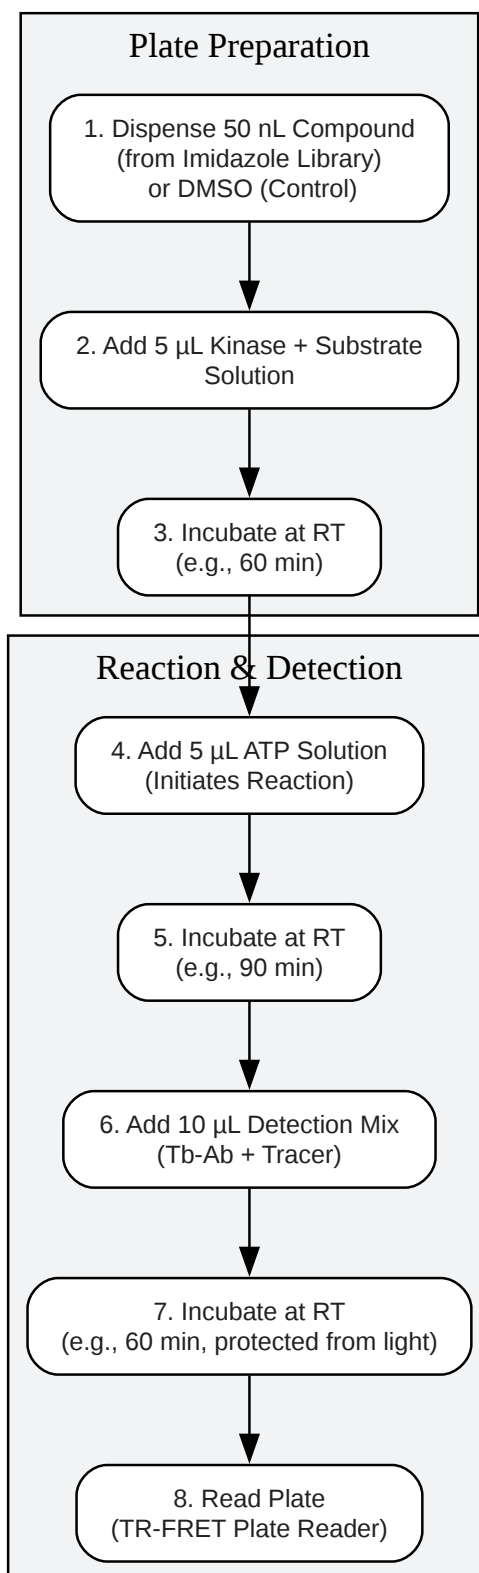 Plate Preparation
1. Dispense 50 nL Compound
(from Imidazole Library)
or DMSO (Control)
2. Add 5 µL Kinase + Substrate
Solution
3. Incubate at RT
(e.g., 60 min)
Reaction & Detection
4. Add 5 µL ATP Solution
(Initiates Reaction)
5. Incubate at RT
(e.g., 90 min)
6. Add 10 µL Detection Mix
(Tb-Ab + Tracer)
7. Incubate at RT
(e.g., 60 min, protected from light)
8. Read Plate
(TR-FRET Plate Reader)